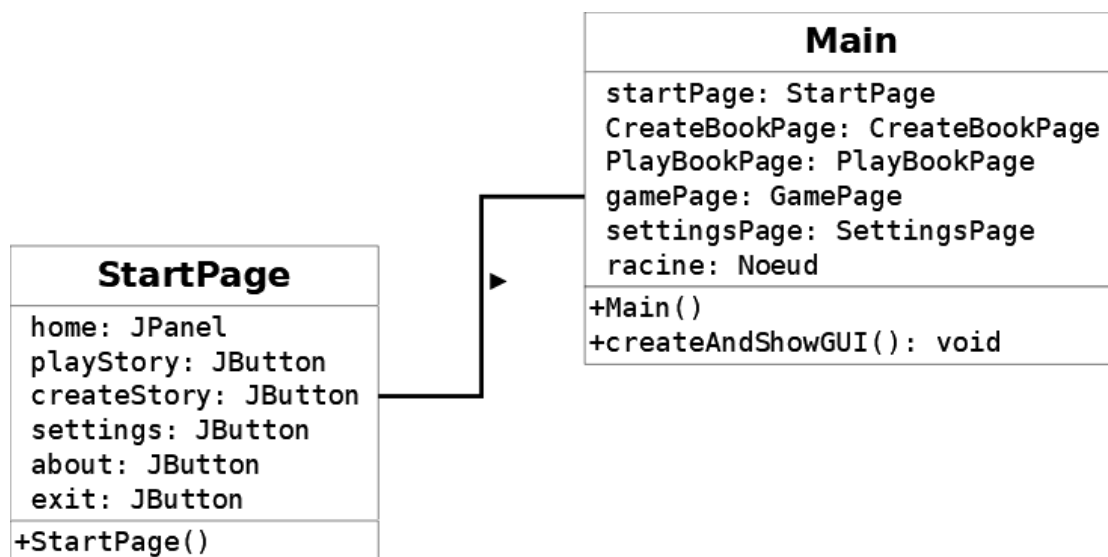 Main
startPage: StartPage
CreateBookPage: CreateBookPage
PlayBookPage: PlayBookPage
gamePage: GamePage
settingsPage: SettingsPage
racine: Noeud
+Main()
+createAndShowGUI(): void
StartPage
home: JPanel
playStory: JButton
createStory: JButton
settings: JButton
about: JButton
exit: JButton
+StartPage()